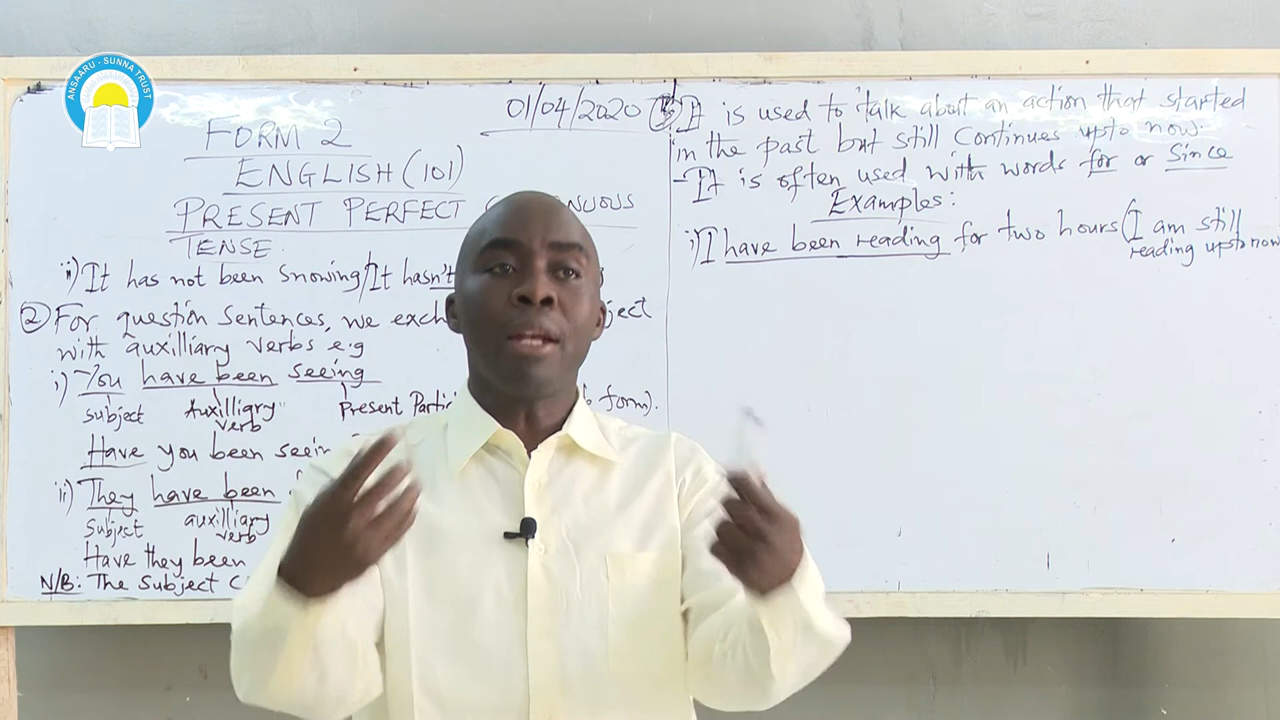 ANSAARU - SUNNA TRUST
01/04/2020
FORM 2
ENGLISH (101)
PRESENT PERFECT
TENSE.
ii) It has not been snowing/It hasn't
② For question sentences, we
with auxilliary verbs e.g
i) You have been seeing
subject Auxilligry verb Present
Have you been
ii) They have been
subject auxilliary verb form).
Have they been
N/B: The subject
③ It is used to talk about an action that started
in the past but still continues upto now.
- It is often used with words for or since
Examples:
i) I have been reading for two hours (I am still
reading upto now